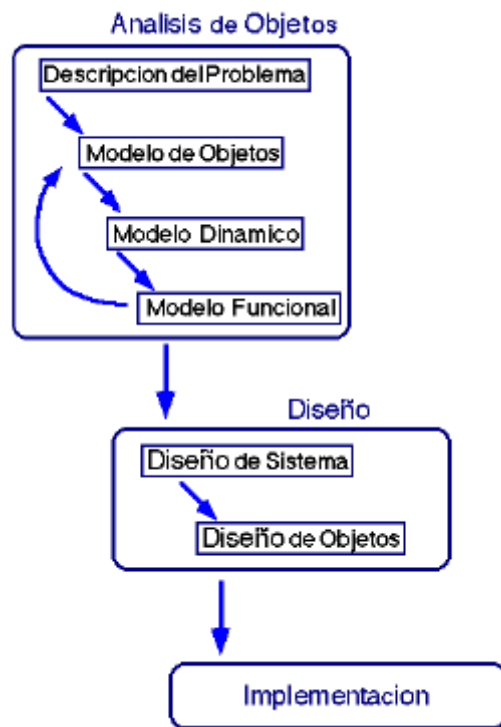 Analisis de Objetos
Descripcion del Problema
Modelo de Objetos
Modelo Dinamico
Modelo Funcional
Diseño
Diseño de Sistema
Diseño de Objetos
Implementacion